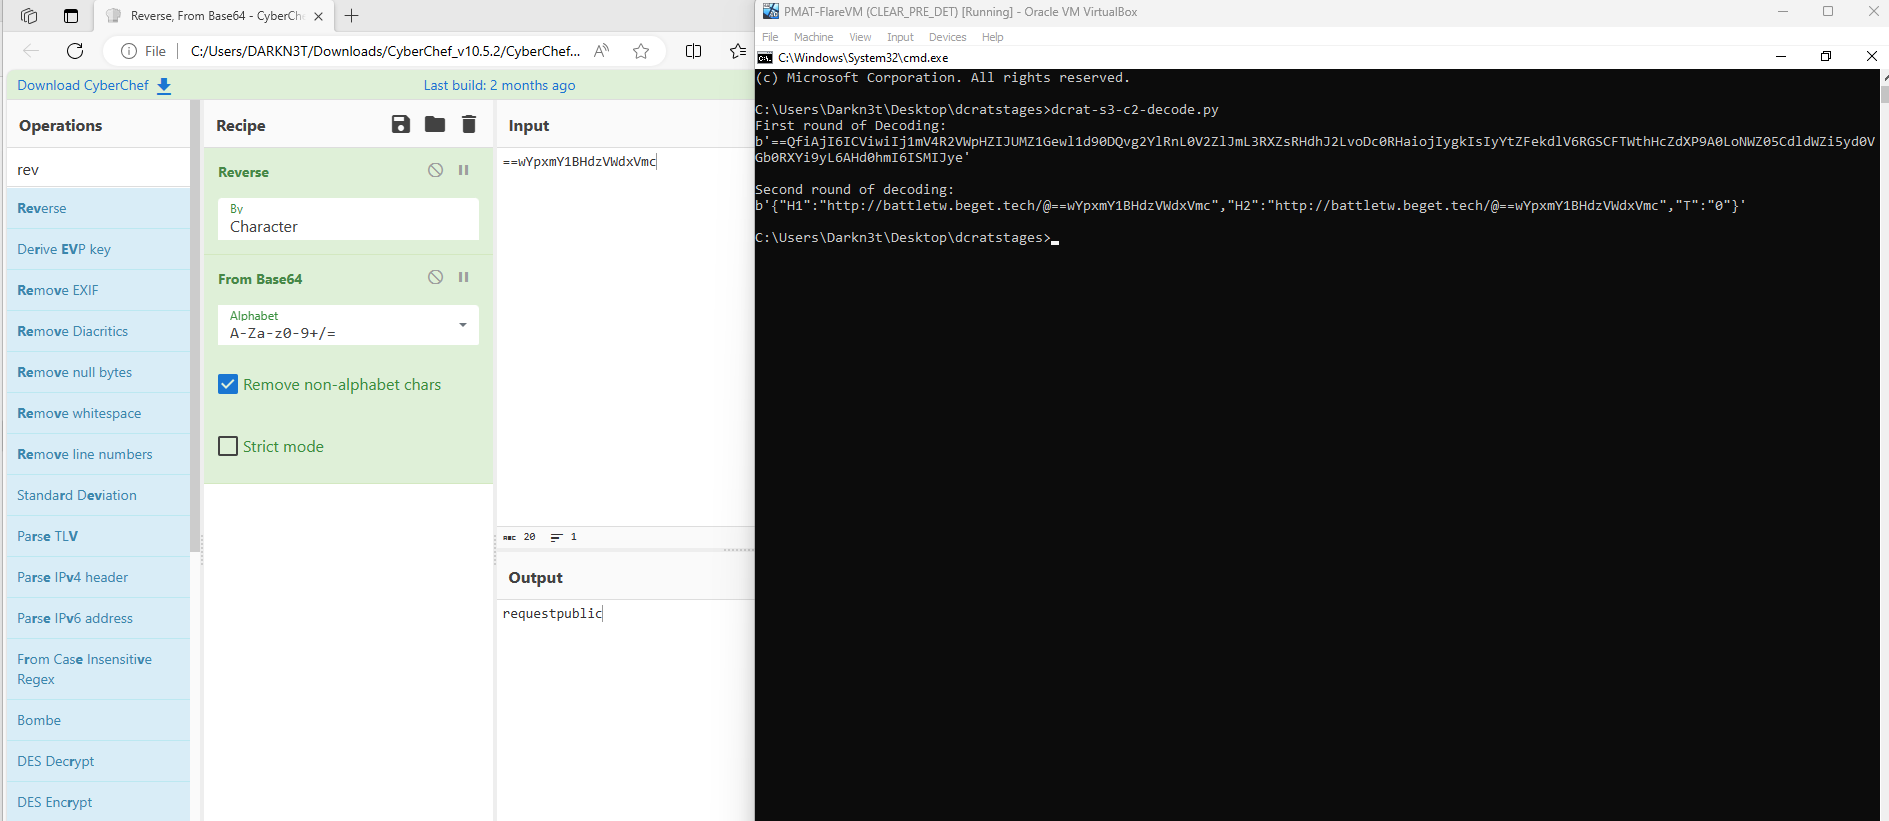 Reverse, From Base64 - CyberChe
File
C:/Users/DARKN3T/Downloads/CyberChef_v10.5.2/CyberChef...
Download CyberChef
Last build: 2 months ago
Operations
rev
Reverse
Derive EVP key
Remove EXIF
Remove Diacritics
Remove null bytes
Remove whitespace
Remove line numbers
Standard Deviation
Parse TLV
Parse IPv4 header
Parse IPv6 address
From Case Insensitive
Regex
Bombe
DES Decrypt
DES Encrypt
Recipe
Reverse
By
Character
From Base64
Alphabet
A-Za-z0-9+/=
Remove non-alphabet chars
Strict mode
Input
==wYpxmY1BHdzVWdxVmc
ABC 20 1
Output
requestpublic
PMAT-FlareVM (CLEAR_PRE_DET) [Running] - Oracle VM VirtualBox
File Machine View Input Devices Help
C:\Windows\System32\cmd.exe
(c) Microsoft Corporation. All rights reserved.
C:\Users\Darkn3t\Desktop\dcratstages>dcrat-s3-c2-decode.py
First round of Decoding:
b'==QfiAjI6ICViwiIj1mV4R2VWpHZIJUMZ1Gewl1d90DQvg2YlRnL0V2ZlJmL3RXZsRHdhJ2LvoDc0RHaiojIygkIsIyYtZFekdlV6RGSCFTWthHcZdXP9A0LoNWZ05CdldWZi5yd0V
Gb0RXYi9yL6AHd0hmI6ISMIJye'
Second round of decoding:
b'{"H1":"http://battletw.beget.tech/@==wYpxmY1BHdzVWdxVmc","H2":"http://battletw.beget.tech/@==wYpxmY1BHdzVWdxVmc","T":"0"}'
C:\Users\Darkn3t\Desktop\dcratstages>